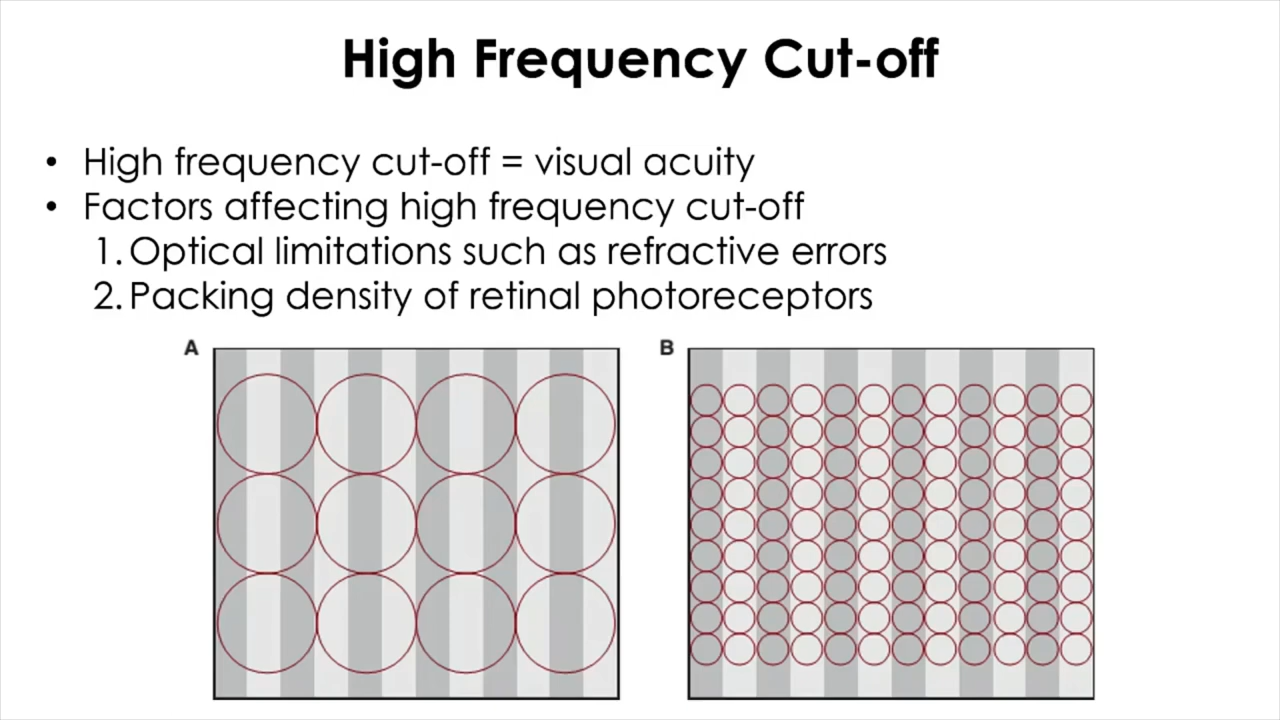 High Frequency Cut-off
• High frequency cut-off = visual acuity
• Factors affecting high frequency cut-off
1. Optical limitations such as refractive errors
2. Packing density of retinal photoreceptors
A
B